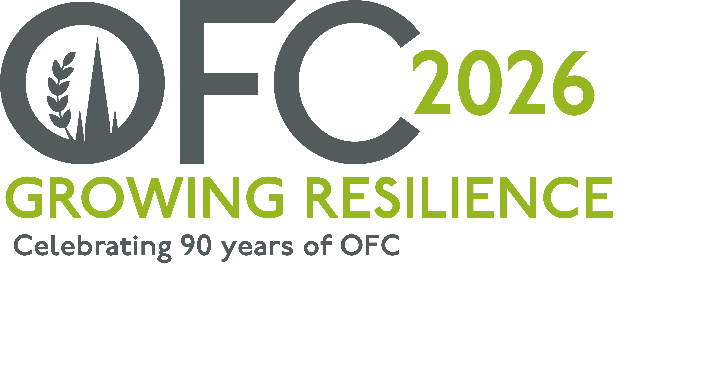 OFC 2026
GROWING RESILIENCE
Celebrating 90 years of OFC